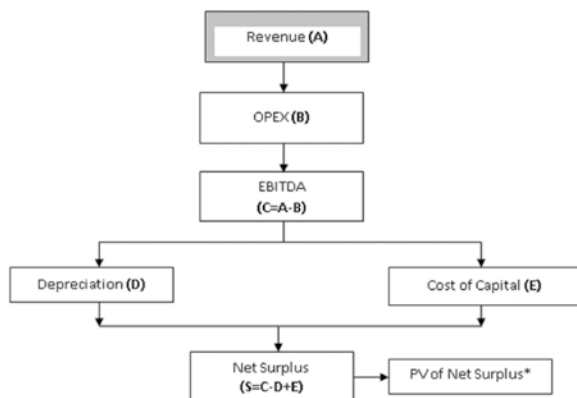 Revenue (A)
OPEX (B)
EBITDA
(C=A-B)
Depreciation (D)
Cost of Capital (E)
Net Surplus
(S=C-D+E)
PV of Net Surplus*